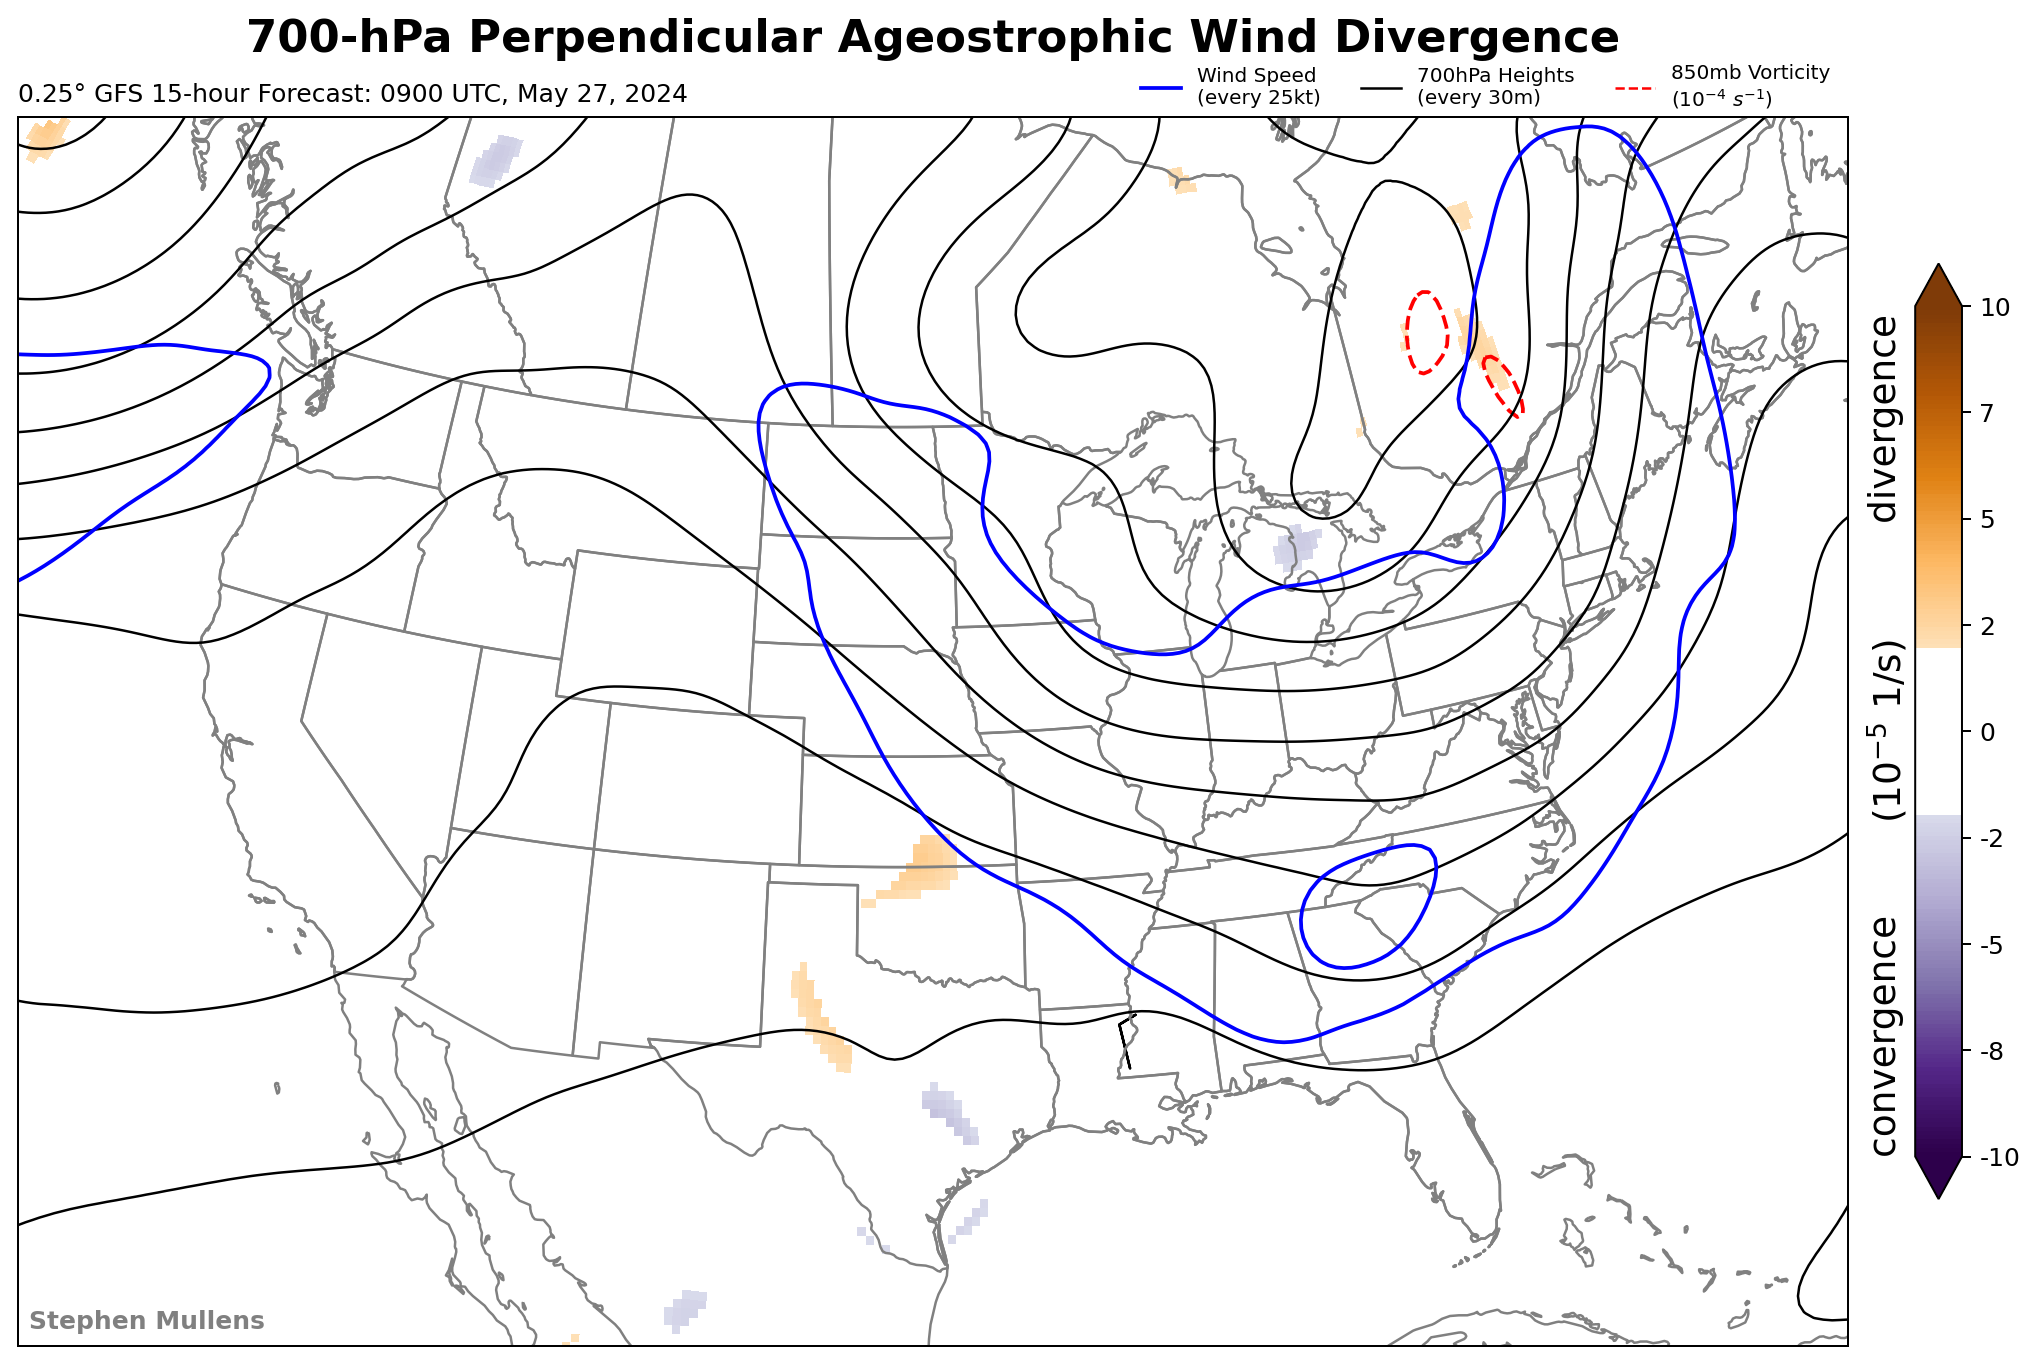 700-hPa Perpendicular Ageostrophic Wind Divergence
0.25° GFS 15-hour Forecast: 0900 UTC, May 27, 2024
Wind Speed
(every 25kt)
700hPa Heights
(every 30m)
850mb Vorticity
(10⁻⁴ s⁻¹)
10
7
5
2
0
-2
-5
-8
-10
convergence (10⁻⁵ 1/s) divergence
Stephen Mullens